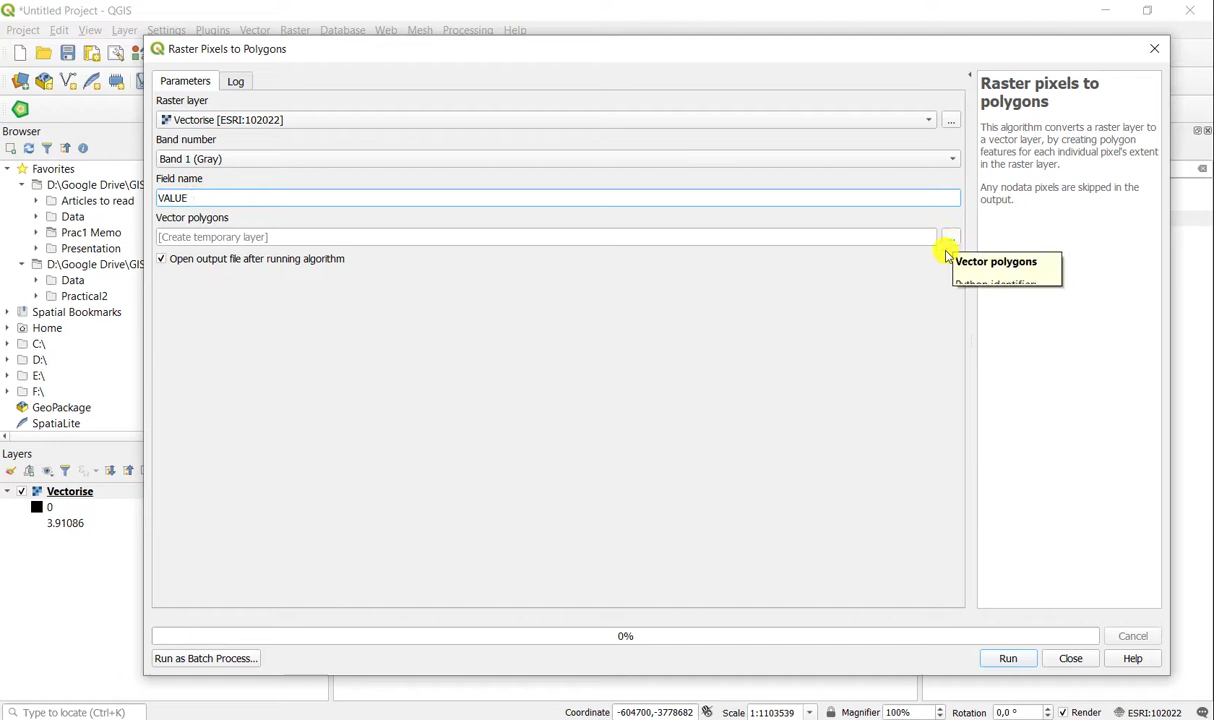 *Untitled Project - QGIS
Project Edit View Layer Settings Plugins Vector Raster Database Web Mesh Processing Help
Raster Pixels to Polygons
Parameters Log
Raster layer
Vectorise [ESRI:102022]
...
Band number
Band 1 (Gray)
Field name
VALUE
Vector polygons
[Create temporary layer]
Open output file after running algorithm
Vector polygons
Python identifier:
Raster pixels to
polygons
This algorithm converts a raster layer to
a vector layer, by creating polygon
features for each individual pixel's extent
in the raster layer.
Any nodata pixels are skipped in the
output.
0%
Cancel
Run as Batch Process...
Run
Close
Help
Browser
Favorites
D:\Google Drive\GIS
Articles to read
Data
Prac1 Memo
Presentation
D:\Google Drive\GIS
Data
Practical2
Spatial Bookmarks
Home
C:\
D:\
E:\
F:\
GeoPackage
SpatiaLite
Layers
Vectorise
0
3.91086
Type to locate (Ctrl+K)
Coordinate -604700,-3778682 Scale 1:1103539 Magnifier 100% Rotation 0,0 ° Render ESRI:102022